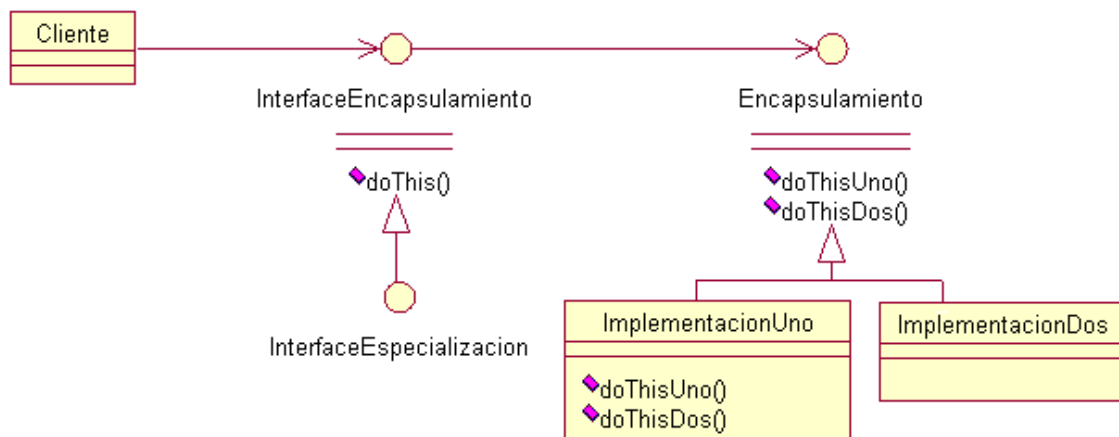 Cliente
InterfaceEncapsulamiento
Encapsulamiento
doThis()
doThisUno()
doThisDos()
InterfaceEspecializacion
ImplementacionUno
ImplementacionDos
doThisUno()
doThisDos()